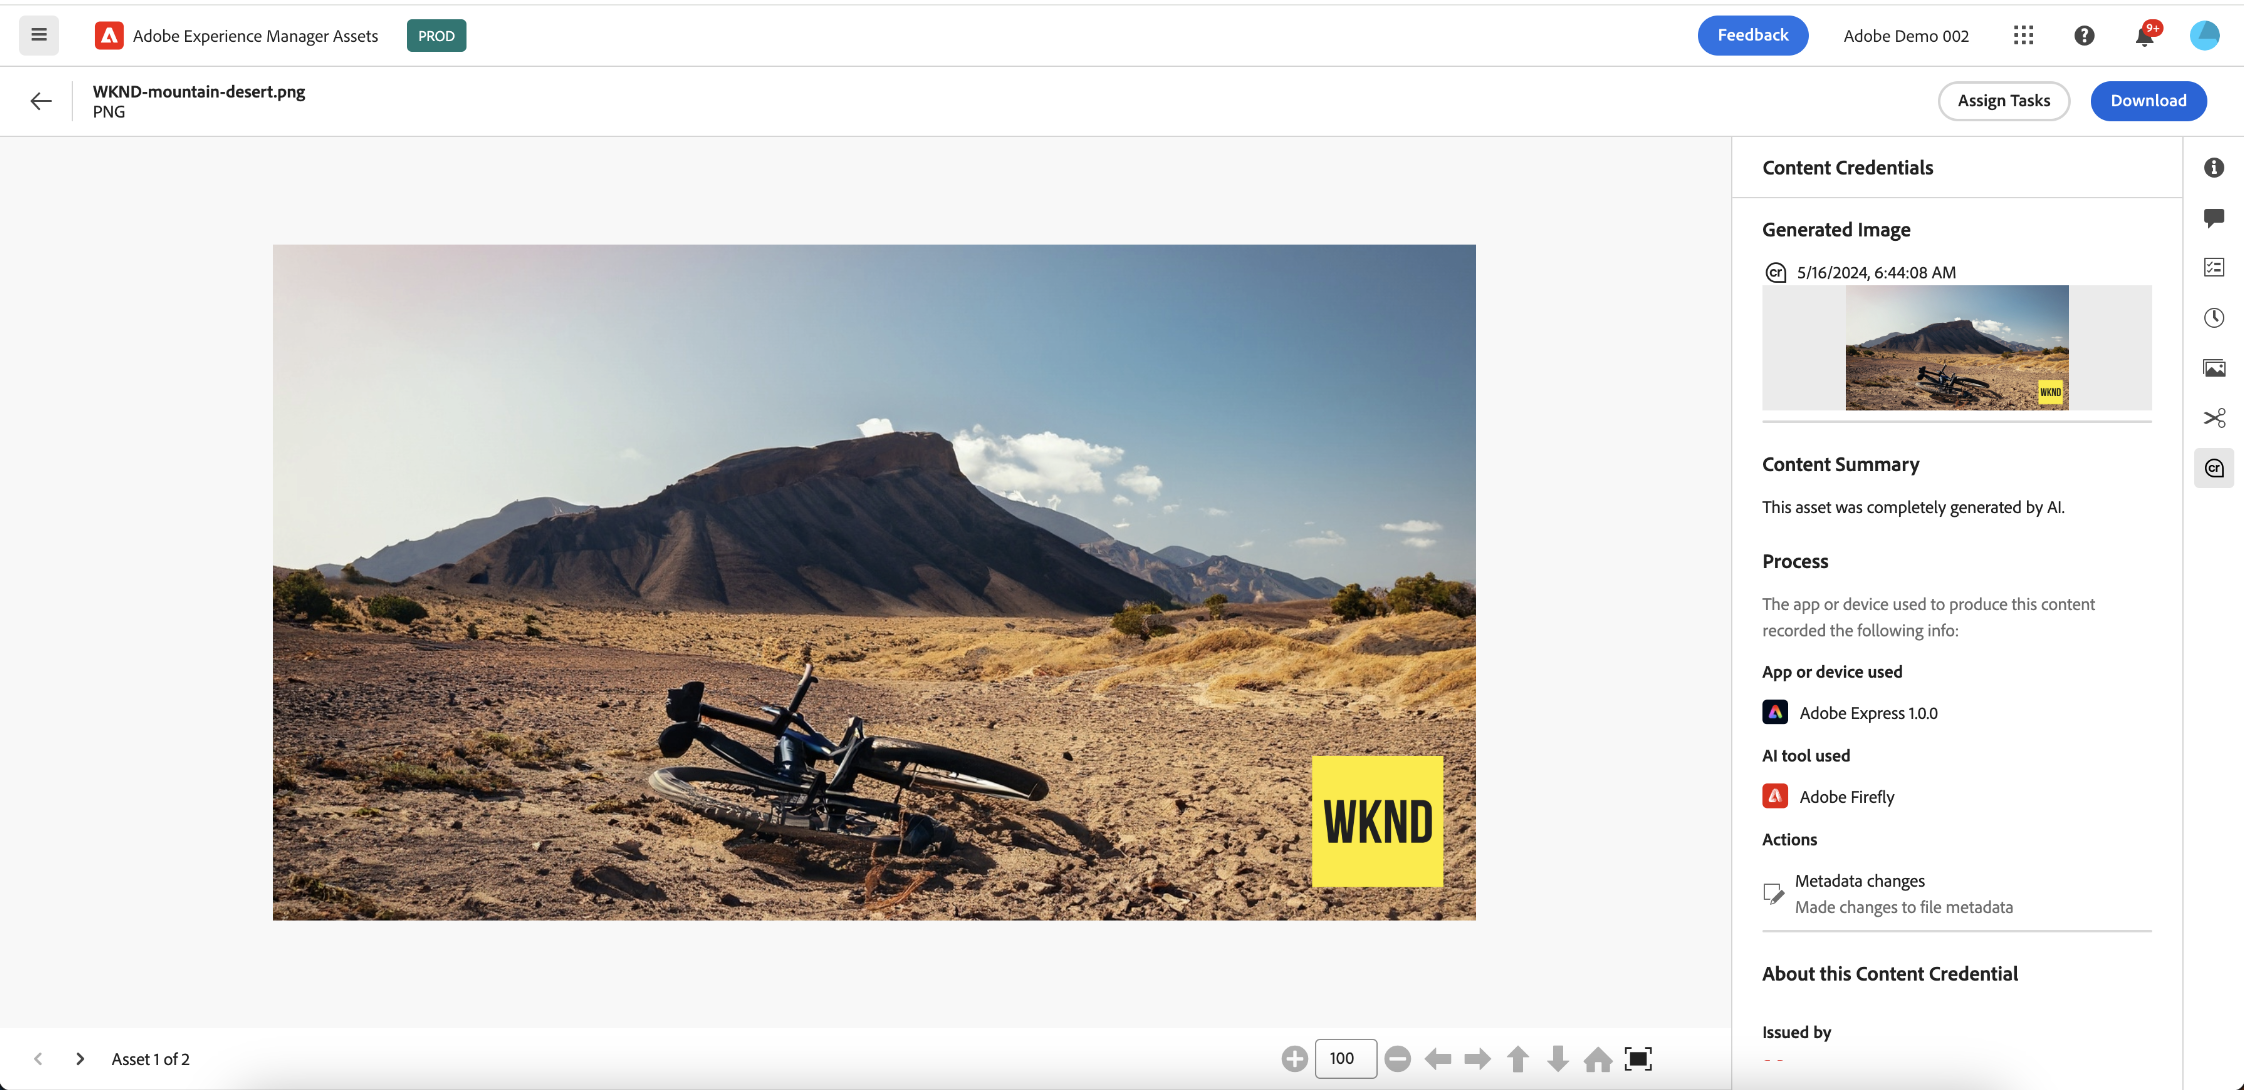 Adobe Experience Manager Assets
PROD
Feedback
Adobe Demo 002
9+
WKND-mountain-desert.png
PNG
Assign Tasks
Download
WKND
Content Credentials
Generated Image
cr 5/16/2024, 6:44:08 AM
WKND
Content Summary
This asset was completely generated by AI.
Process
The app or device used to produce this content
recorded the following info:
App or device used
Adobe Express 1.0.0
AI tool used
Adobe Firefly
Actions
Metadata changes
Made changes to file metadata
About this Content Credential
Issued by
cr
Asset 1 of 2
100